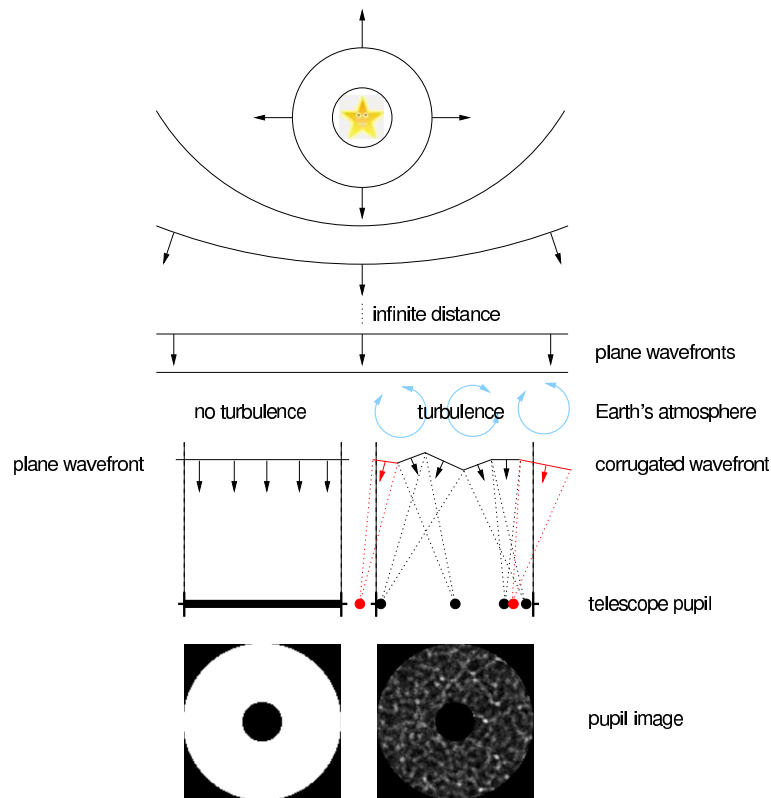 infinite distance
plane wavefronts
no turbulence
turbulence
Earth's atmosphere
plane wavefront
corrugated wavefront
telescope pupil
pupil image